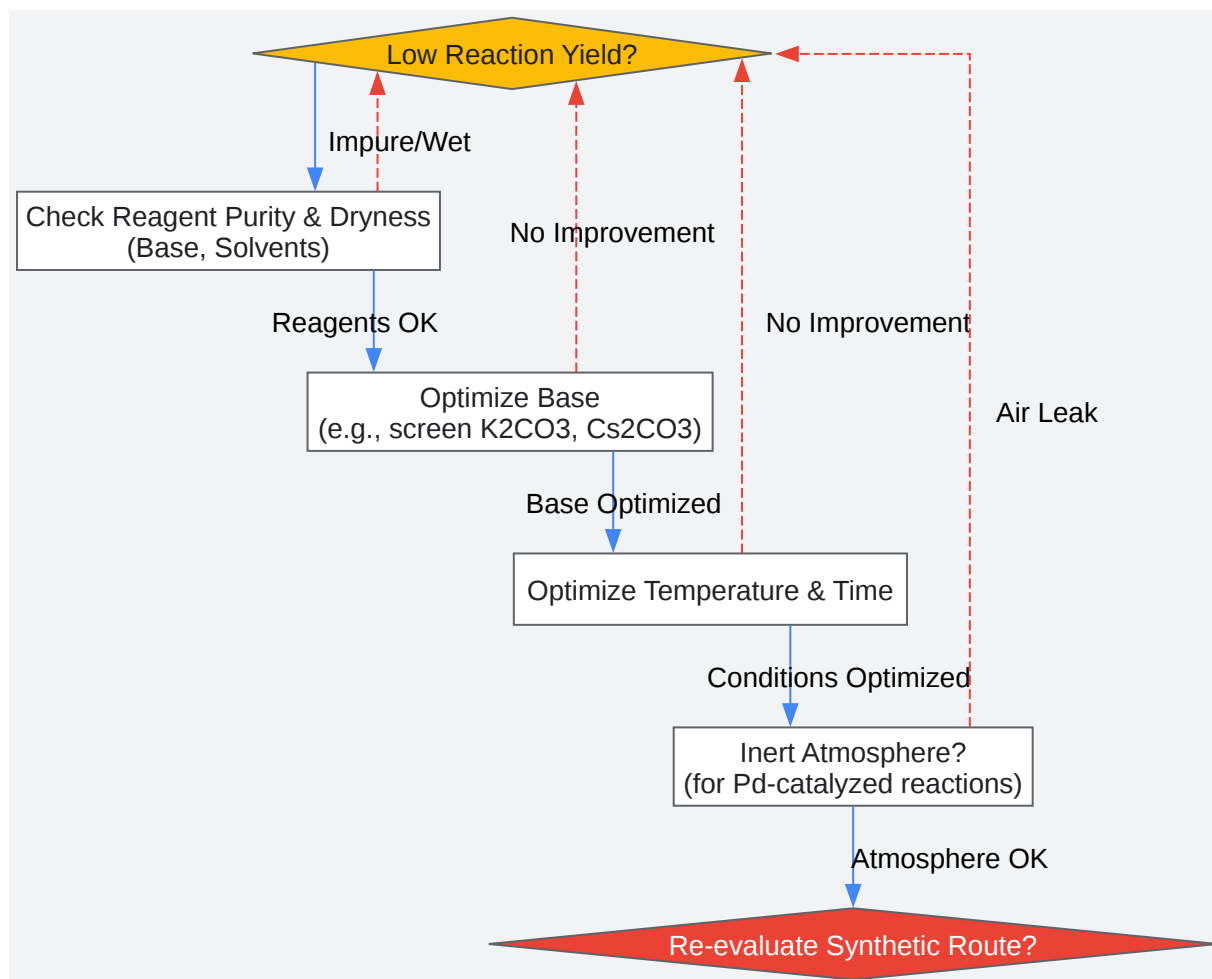 Low Reaction Yield?
Impure/Wet
Check Reagent Purity & Dryness
(Base, Solvents)
No Improvement
Reagents OK
No Improvement
Optimize Base
(e.g., screen K2CO3, Cs2CO3)
Air Leak
Base Optimized
Optimize Temperature & Time
Conditions Optimized
Inert Atmosphere?
(for Pd-catalyzed reactions)
Atmosphere OK
Re-evaluate Synthetic Route?